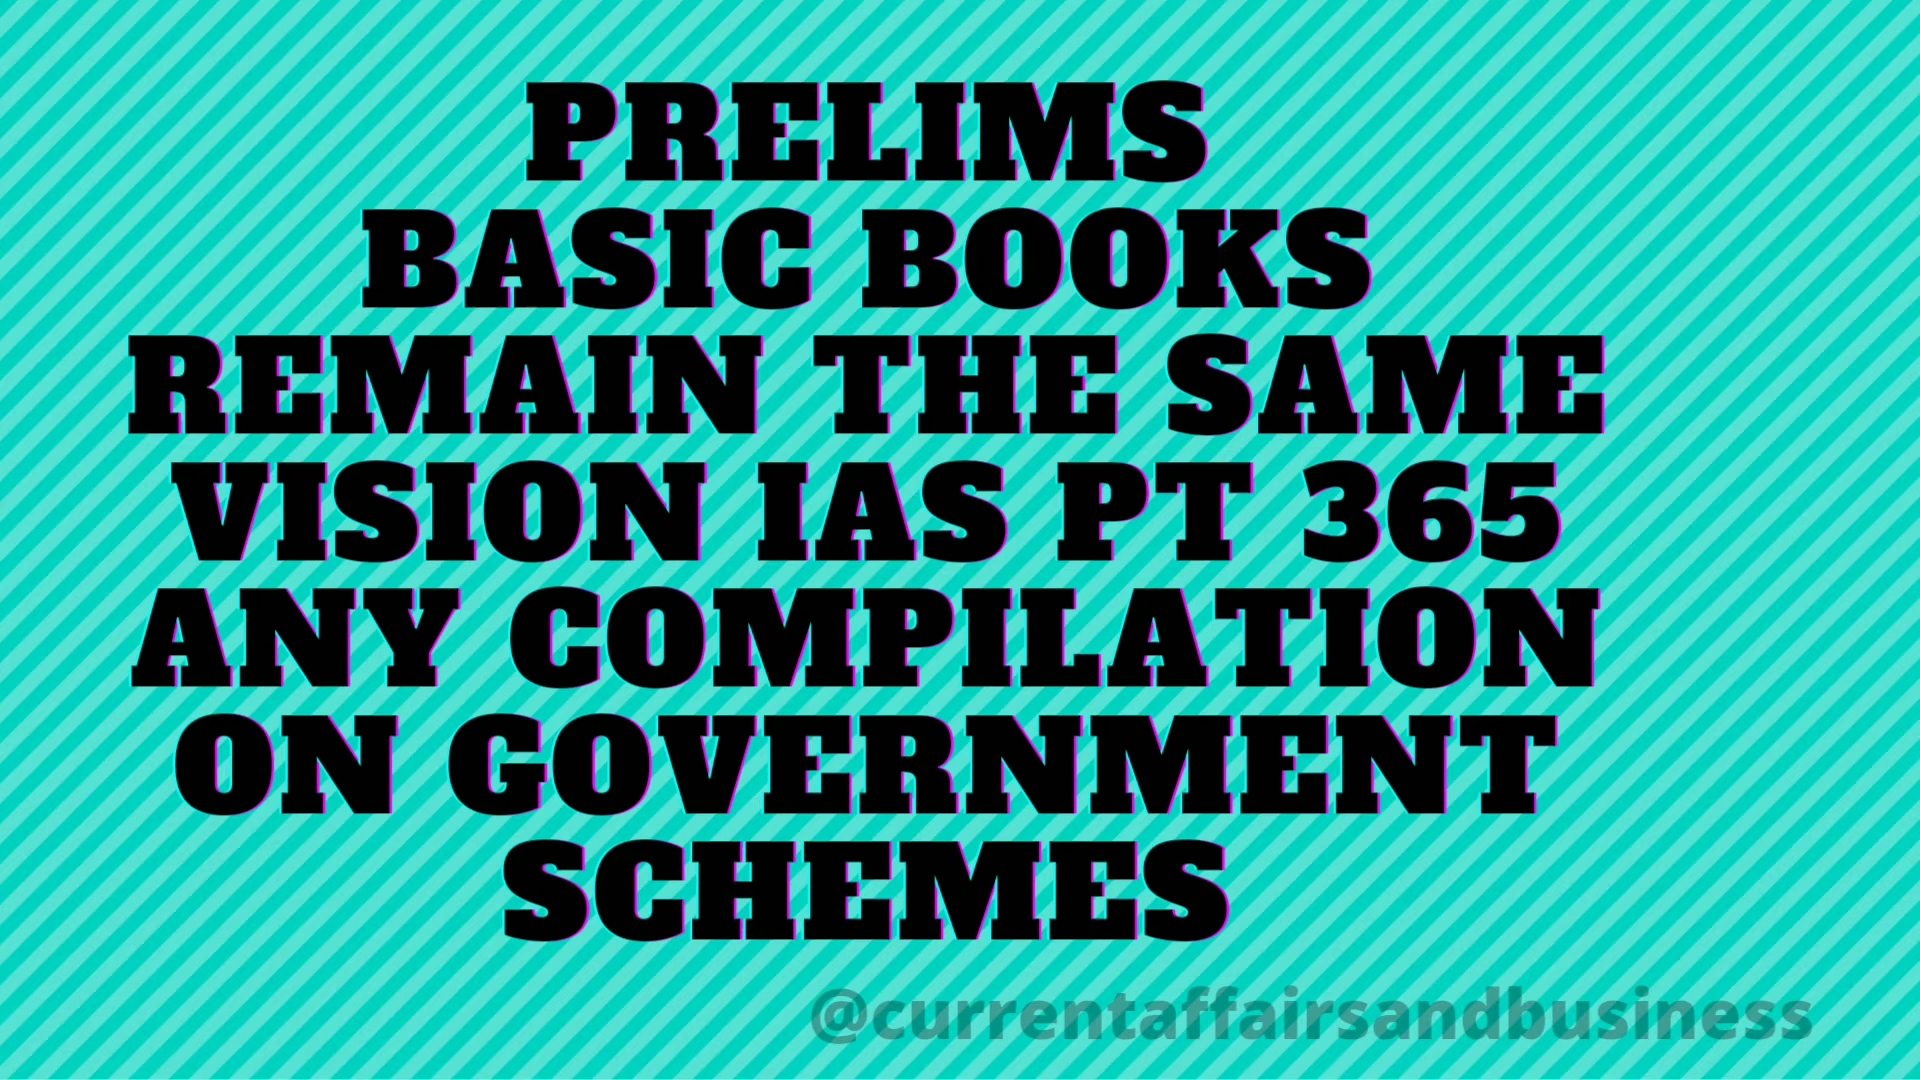 PRELIMS
BASIC BOOKS
REMAIN THE SAME
VISION IAS PT 365
ANY COMPILATION
ON GOVERNMENT
SCHEMES
@currentaffairsandbusiness